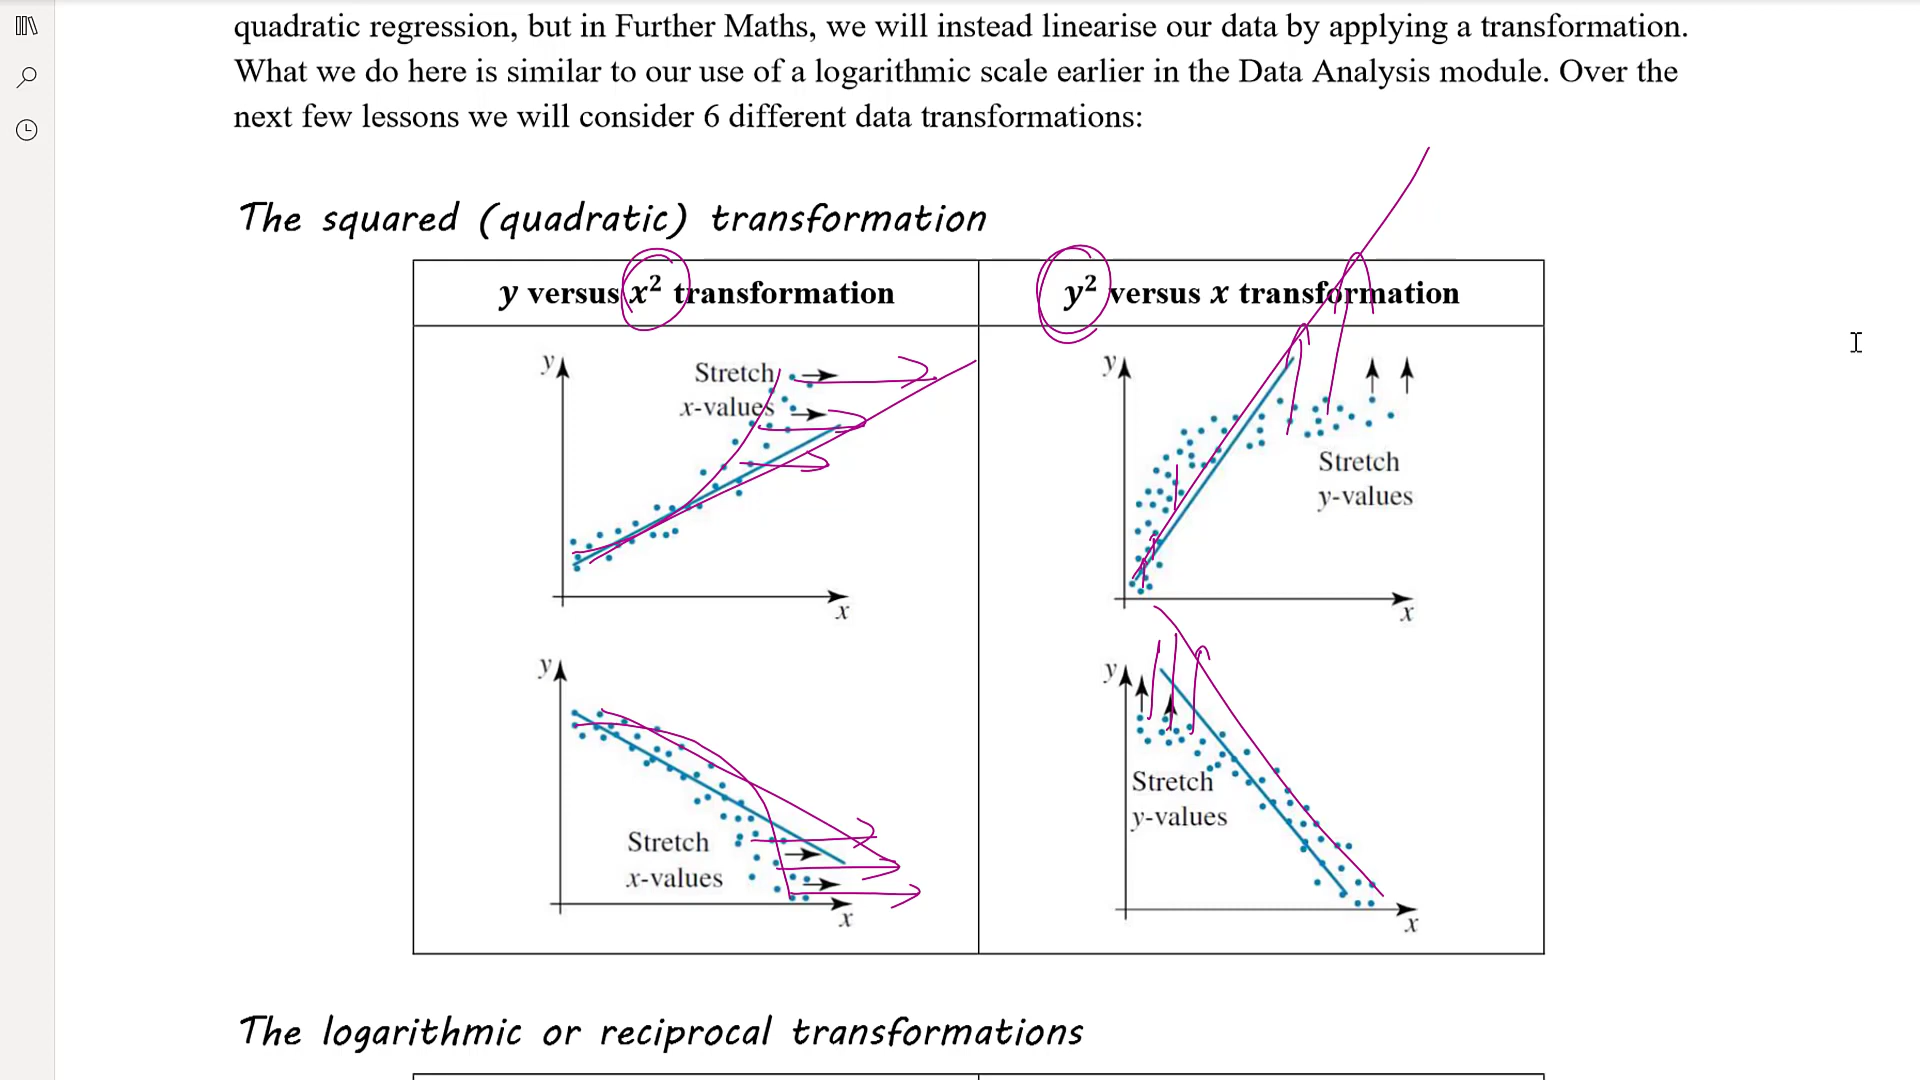 quadratic regression, but in Further Maths, we will instead linearise our data by applying a transformation.
What we do here is similar to our use of a logarithmic scale earlier in the Data Analysis module. Over the
next few lessons we will consider 6 different data transformations:
The squared (quadratic) transformation
y versus x² transformation
y² versus x transformation
y
Stretch
x-values
x
y
Stretch
y-values
x
y
Stretch
x-values
x
y
Stretch
y-values
x
The logarithmic or reciprocal transformations